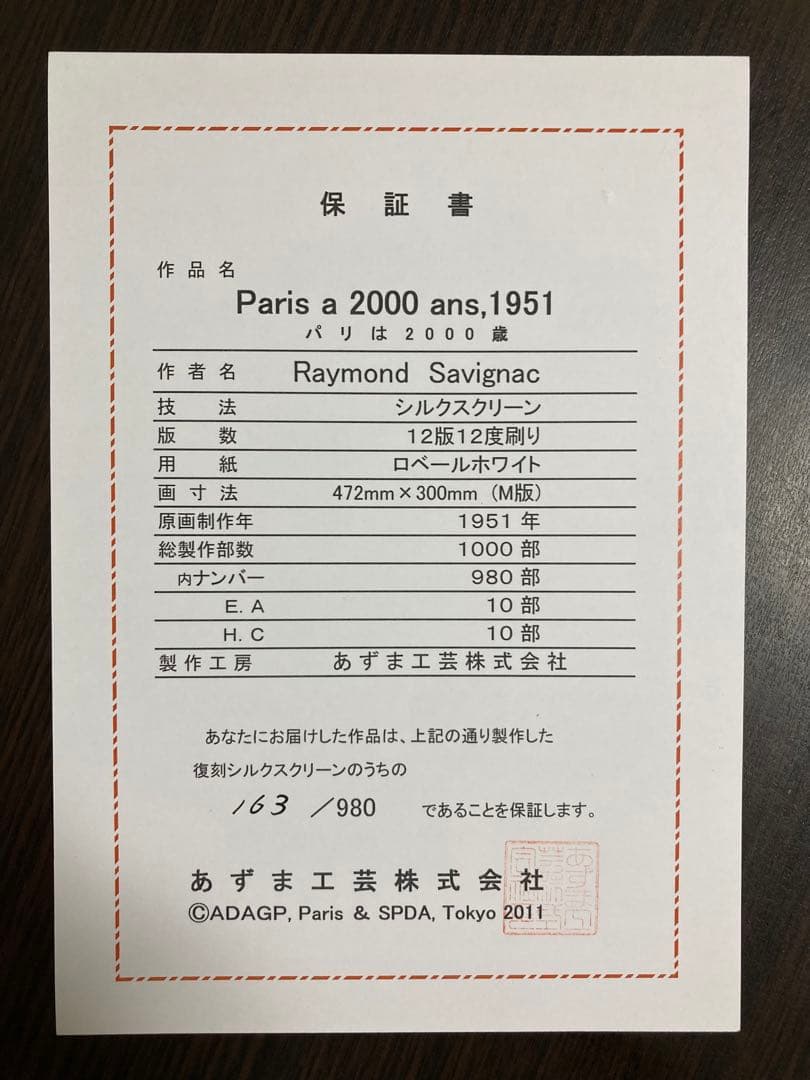 保証書
作品名
Paris a 2000 ans,1951
パリは2000歳
作者名 Raymond Savignac
技法 シルクスクリーン
版数 12版12度刷り
用紙 ロベールホワイト
画寸法 472mm×300mm (M版)
原画制作年 1951年
総製作部数 1000部
内ナンバー 980部
E.A 10部
H.C 10部
製作工房 あずま工芸株式会社
あなたにお届けした作品は、上記の通り製作した
復刻シルクスクリーンのうちの
163 /980 であることを保証します。
あずま工芸株式会社
©ADAGP, Paris & SPDA, Tokyo 2011